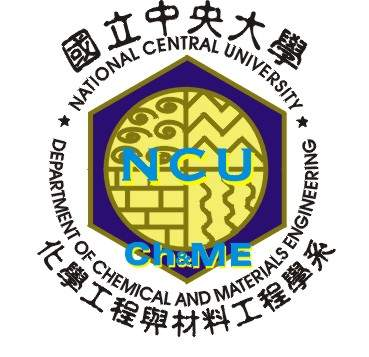 國立中央大學
NATIONAL CENTRAL UNIVERSITY
NCU
Ch&ME
DEPARTMENT OF CHEMICAL AND MATERIALS ENGINEERING
化學工程與材料工程學系